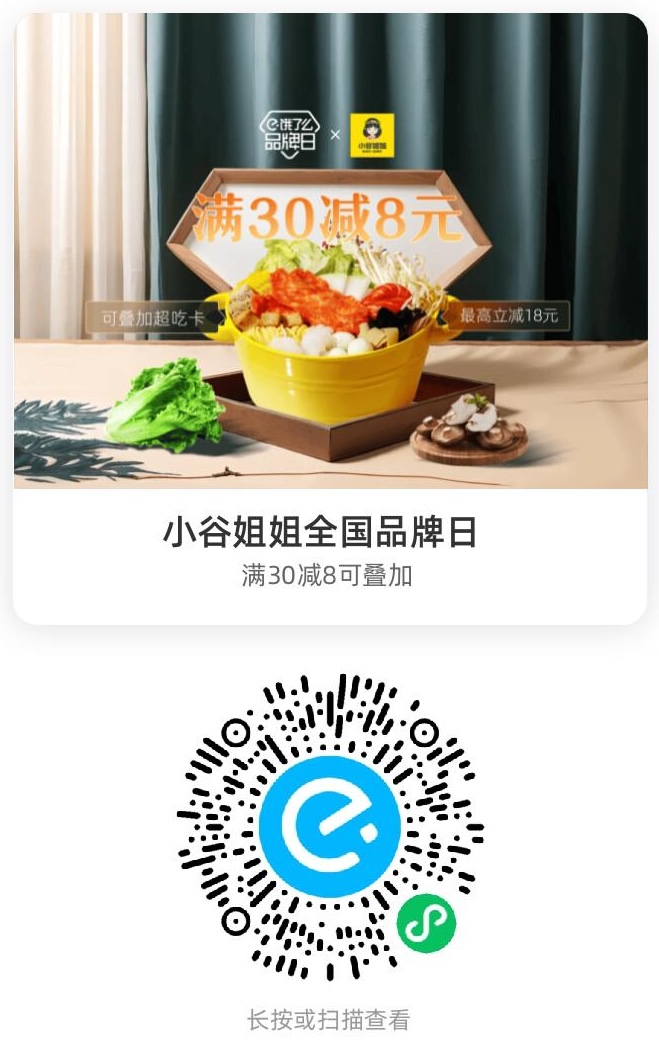 饿了么
品牌日
×
小谷姐姐
满30减8元
可叠加超吃卡
最高立减18元
小谷姐姐全国品牌日
满30减8可叠加
长按或扫描查看